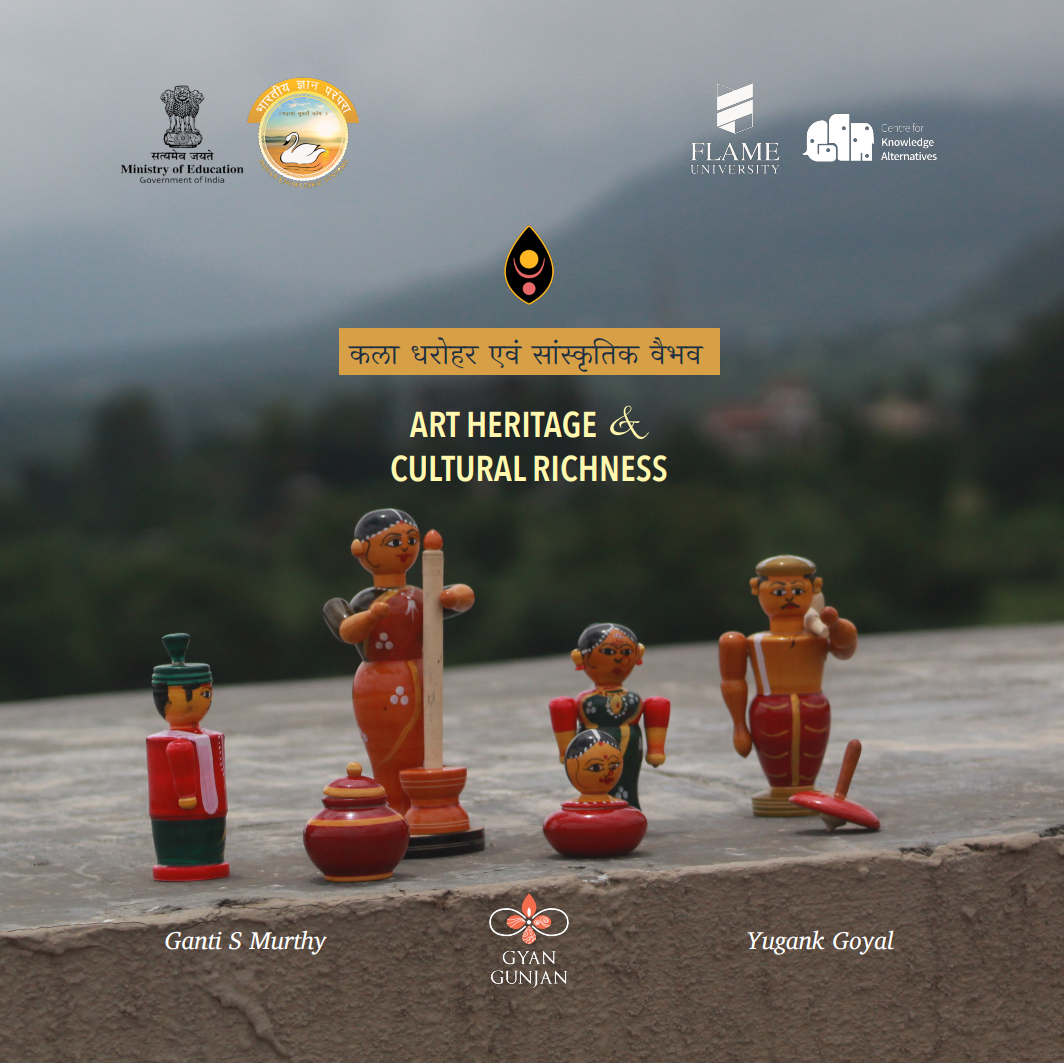 सत्यमेव जयते
Ministry of Education
Government of India
भारतीय ज्ञान परंपरा
FLAME
UNIVERSITY
Centre for
Knowledge
Alternatives
कला धरोहर एवं सांस्कृतिक वैभव
ART HERITAGE &
CULTURAL RICHNESS
Ganti S Murthy
GYAN
GUNJAN
Yugank Goyal